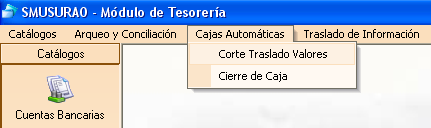 SMUSURA0 - Módulo de Tesorería
Catálogos Arqueo y Conciliación Cajas Automáticas Traslado de Información
Catálogos
Corte Traslado Valores
Cierre de Caja
Cuentas Bancarias